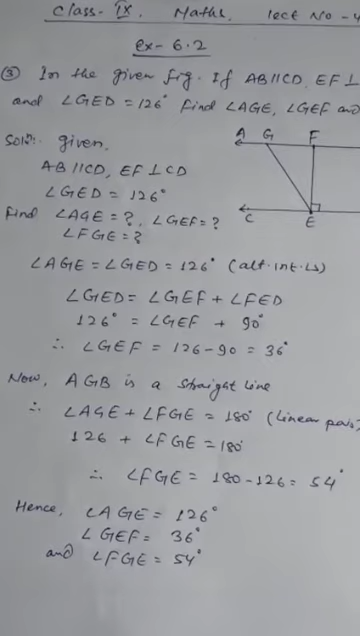 Class- IX. Maths. lect No - 4
Ex- 6.2
③ In the given fig. If AB||CD, EF ⊥
and ∠GED = 126° Find ∠AGE, ∠GEF and
Soln. given.
AB || CD, EF ⊥ CD
∠GED = 126°
Find ∠AGE = ?, ∠GEF = ?
∠FGE = ?
A G F
C E
∠AGE = ∠GED = 126° (alt. int. ∠s)
∠GED = ∠GEF + ∠FED
126° = ∠GEF + 90°
∴ ∠GEF = 126 - 90 = 36°
Now, AGB is a straight line
∴ ∠AGE + ∠FGE = 180° (linear pair)
126 + ∠FGE = 180°
∴ ∠FGE = 180 - 126 = 54°
Hence, ∠AGE = 126°
∠GEF = 36°
and ∠FGE = 54°